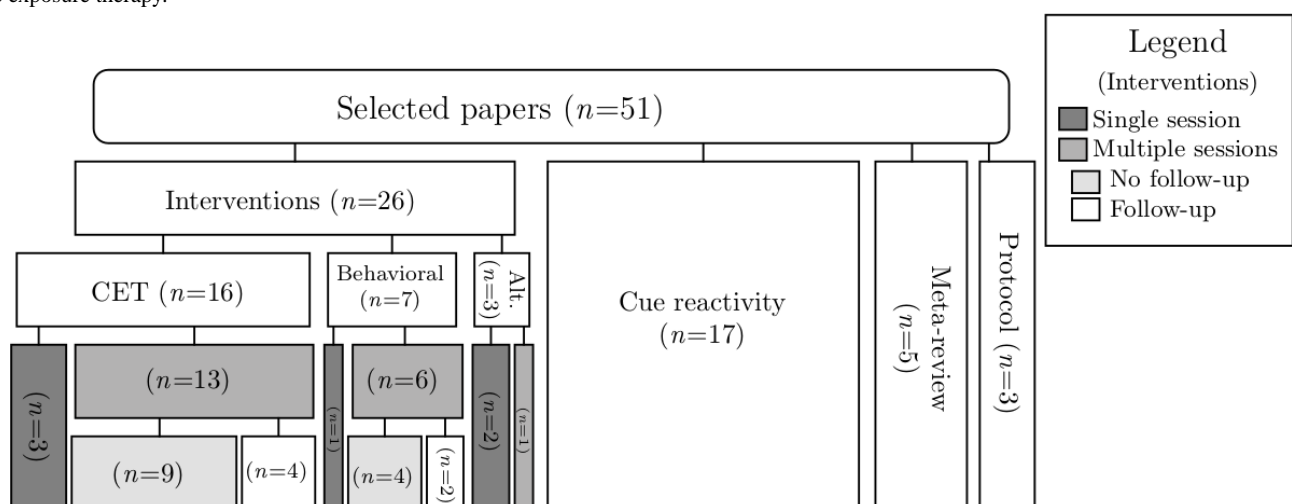 exposure therapy.
Legend
(Interventions)
Single session
Multiple sessions
No follow-up
Follow-up
Selected papers (n=51)
Interventions (n=26)
CET (n=16)
Behavioral
(n=7)
Alt.
(n=3)
Cue reactivity
(n=17)
Meta-review
(n=5)
Protocol (n=3)
(n=3)
(n=13)
(n=1)
(n=6)
(n=2)
(n=1)
(n=9)
(n=4)
(n=4)
(n=2)